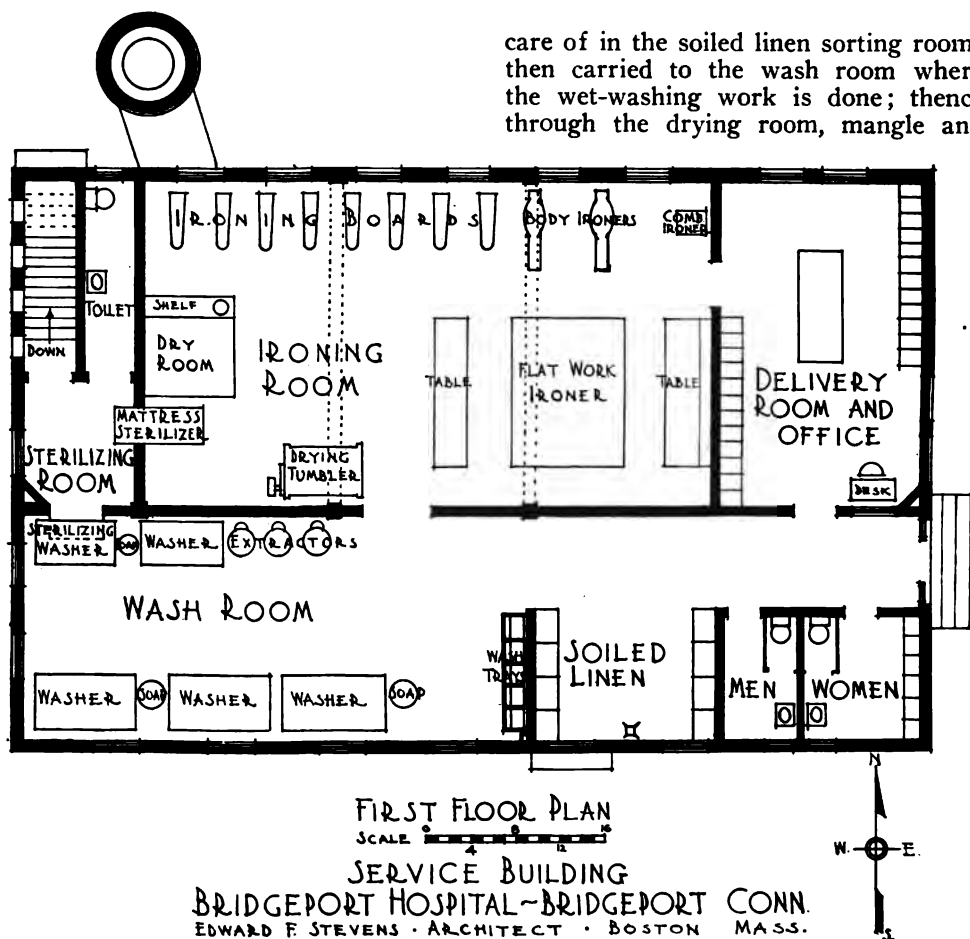 care of in the soiled linen sorting room
then carried to the wash room wher
the wet-washing work is done; thenc
through the drying room, mangle an
IRONING BOARDS
BODY IRONERS
COMB
IRONER
TOILET
DOWN
SHELF
DRY
ROOM
IRONING
ROOM
TABLE
FLAT WORK
IRONER
TABLE
DELIVERY
ROOM AND
OFFICE
DESK
MATTRESS
STERILIZER
STERILIZING
ROOM
DRYING
TUMBLER
STERILIZING
WASHER
SOAP
WASHER
EXTRACTORS
WASH ROOM
WASH
TRAYS
SOILED
LINEN
MEN
WOMEN
WASHER
SOAP
WASHER
WASHER
SOAP
FIRST FLOOR PLAN
SCALE 0 4 8 12 16
SERVICE BUILDING
BRIDGEPORT HOSPITAL~BRIDGEPORT CONN.
EDWARD F. STEVENS · ARCHITECT · BOSTON MASS.
N
W. E.
S